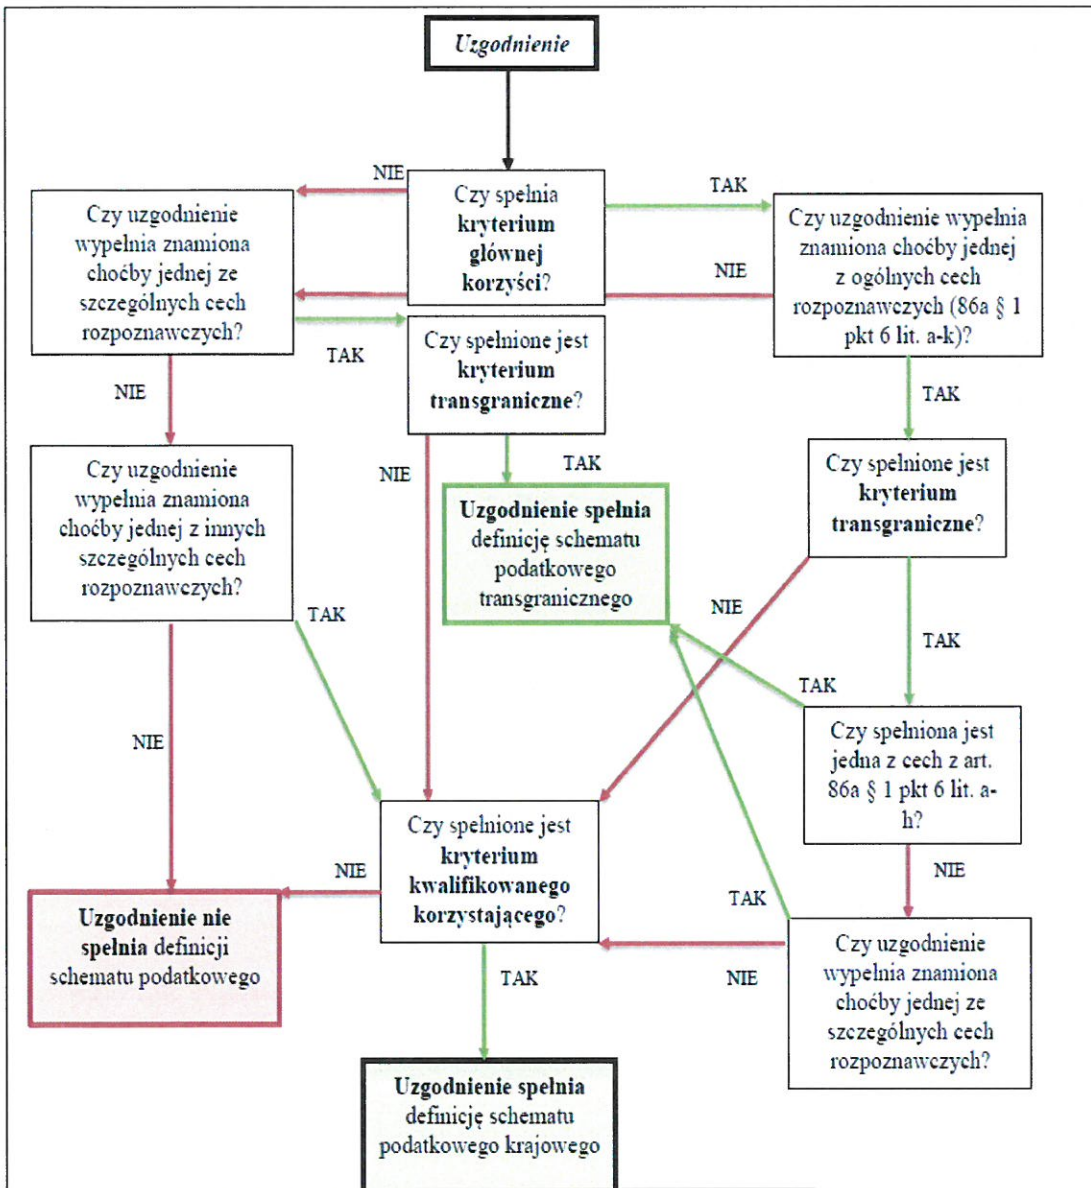 Uzgodnienie
NIE
TAK
Czy spełnia
kryterium
głównej
korzyści?
Czy uzgodnienie
wypełnia znamiona
choćby jednej ze
szczególnych cech
rozpoznawczych?
Czy uzgodnienie wypełnia
znamiona choćby jednej
z ogólnych cech
rozpoznawczych (86a § 1
pkt 6 lit. a-k)?
NIE
TAK
Czy spełnione jest
kryterium
transgraniczne?
NIE
TAK
Czy uzgodnienie
wypełnia znamiona
choćby jednej z innych
szczególnych cech
rozpoznawczych?
NIE
TAK
Czy spełnione jest
kryterium
transgraniczne?
Uzgodnienie spełnia
definicję schematu
podatkowego
transgranicznego
TAK
NIE
TAK
NIE
TAK
Czy spełniona jest
jedna z cech z art.
86a § 1 pkt 6 lit. a-
h?
Czy spełnione jest
kryterium
kwalifikowanego
korzystającego?
NIE
NIE
TAK
Uzgodnienie nie
spełnia definicji
schematu podatkowego
Czy uzgodnienie
wypełnia znamiona
choćby jednej ze
szczególnych cech
rozpoznawczych?
TAK
NIE
Uzgodnienie spełnia
definicję schematu
podatkowego krajowego